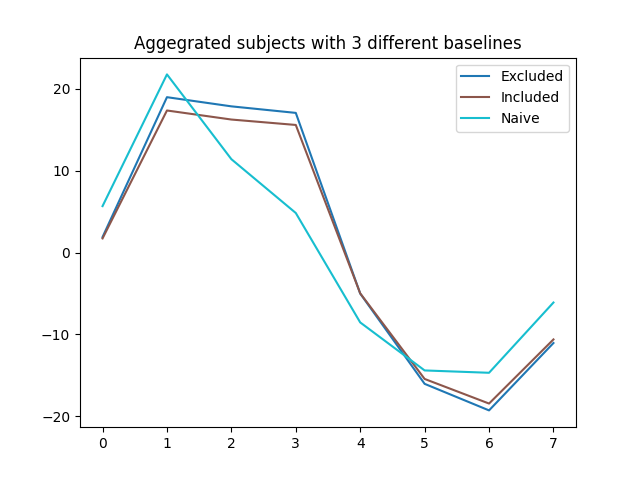 Aggegrated subjects with 3 different baselines
Excluded
Included
Naive
20
10
0
−10
−20
0 1 2 3 4 5 6 7